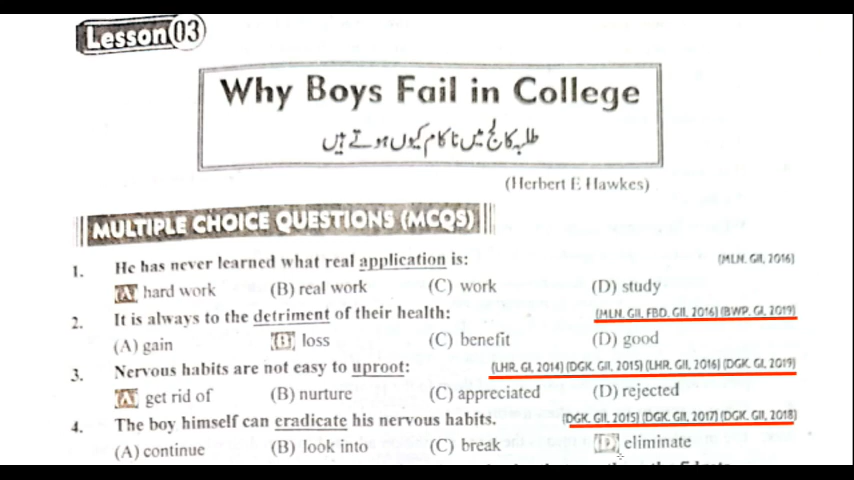 Lesson 03
Why Boys Fail in College
طلبہ کالج میں ناکام کیوں ہوتے ہیں
(Herbert E Hawkes)
MULTIPLE CHOICE QUESTIONS (MCQS)
1. He has never learned what real application is: (MLN. GII, 2016)
(A) hard work (B) real work (C) work (D) study
2. It is always to the detriment of their health: (MLN. GII, FBD. GII, 2016) (BWP. GI, 2019)
(A) gain (B) loss (C) benefit (D) good
3. Nervous habits are not easy to uproot: (LHR. GI, 2014) (DGK. GII, 2015) (LHR. GII, 2016) (DGK. GI, 2019)
(A) get rid of (B) nurture (C) appreciated (D) rejected
4. The boy himself can eradicate his nervous habits. (DGK. GII, 2015) (DGK. GII, 2017) (DGK. GII, 2018)
(A) continue (B) look into (C) break (D) eliminate